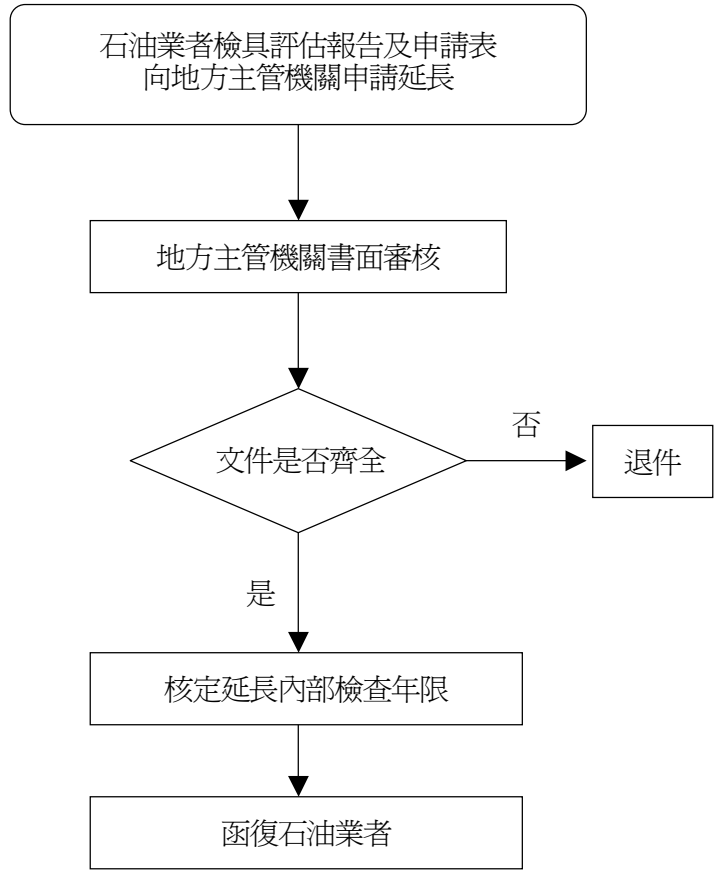 石油業者檢具評估報告及申請表
向地方主管機關申請延長
地方主管機關書面審核
文件是否齊全
否
退件
是
核定延長內部檢查年限
函復石油業者